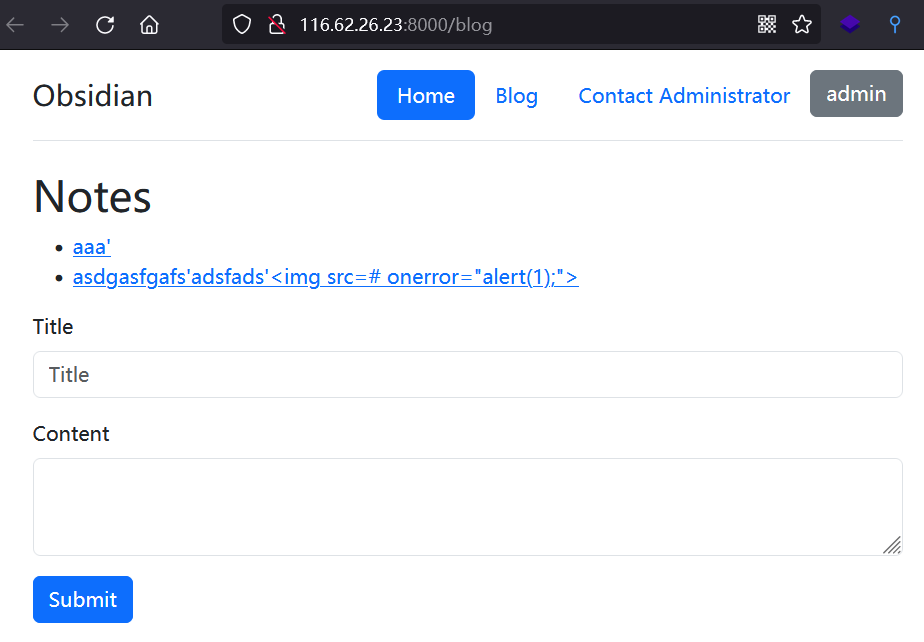 116.62.26.23:8000/blog
Obsidian Home Blog Contact Administrator admin
Notes
aaa'
asdgasfgafs'adsfads'<img src=# onerror="alert(1);">
Title
Title
Content
Submit